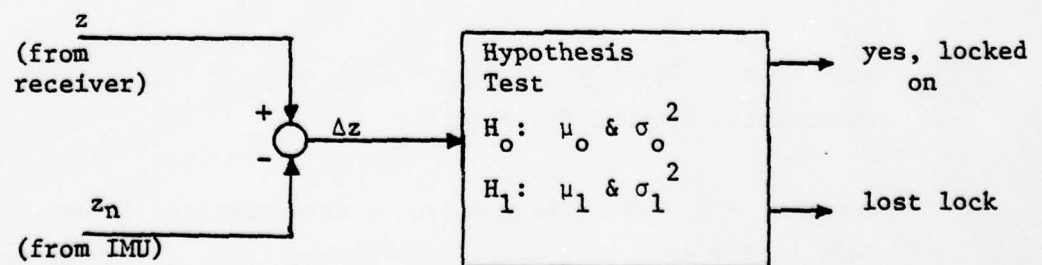 z
(from
receiver)
+
-
Δz
z_n
(from IMU)
Hypothesis
Test
H_o: μ_o & σ_o^2
H_1: μ_1 & σ_1^2
yes, locked
on
lost lock